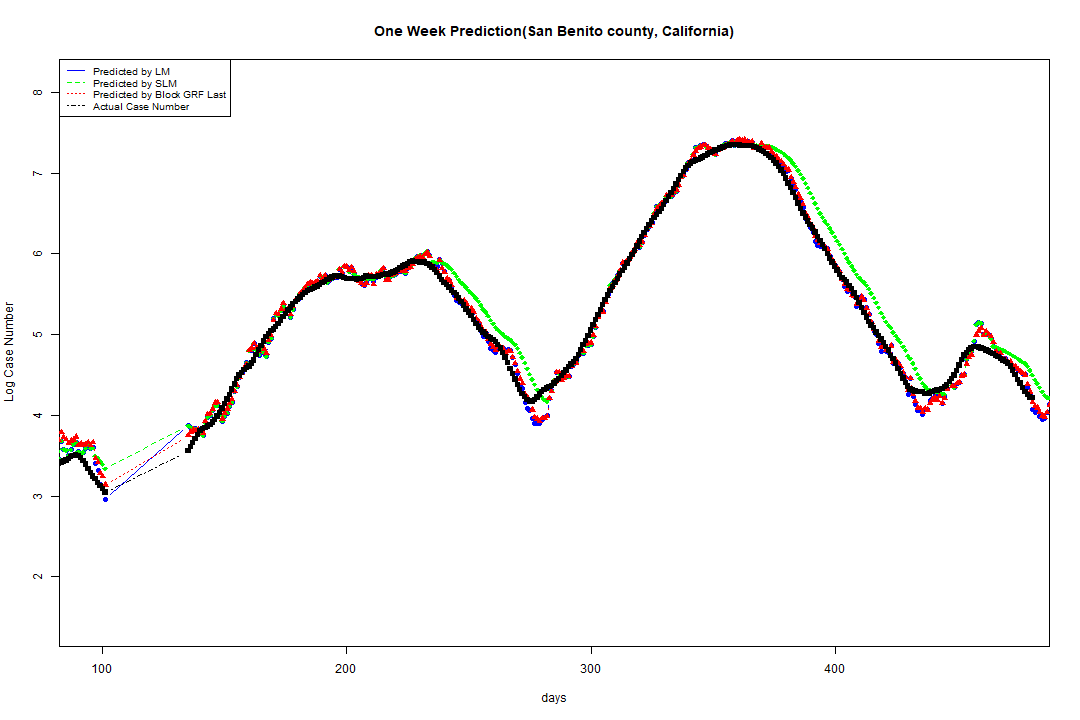 One Week Prediction(San Benito county, California)
Predicted by LM
Predicted by SLM
Predicted by Block GRF Last
Actual Case Number
Log Case Number
8
7
6
5
4
3
2
100 200 300 400
days